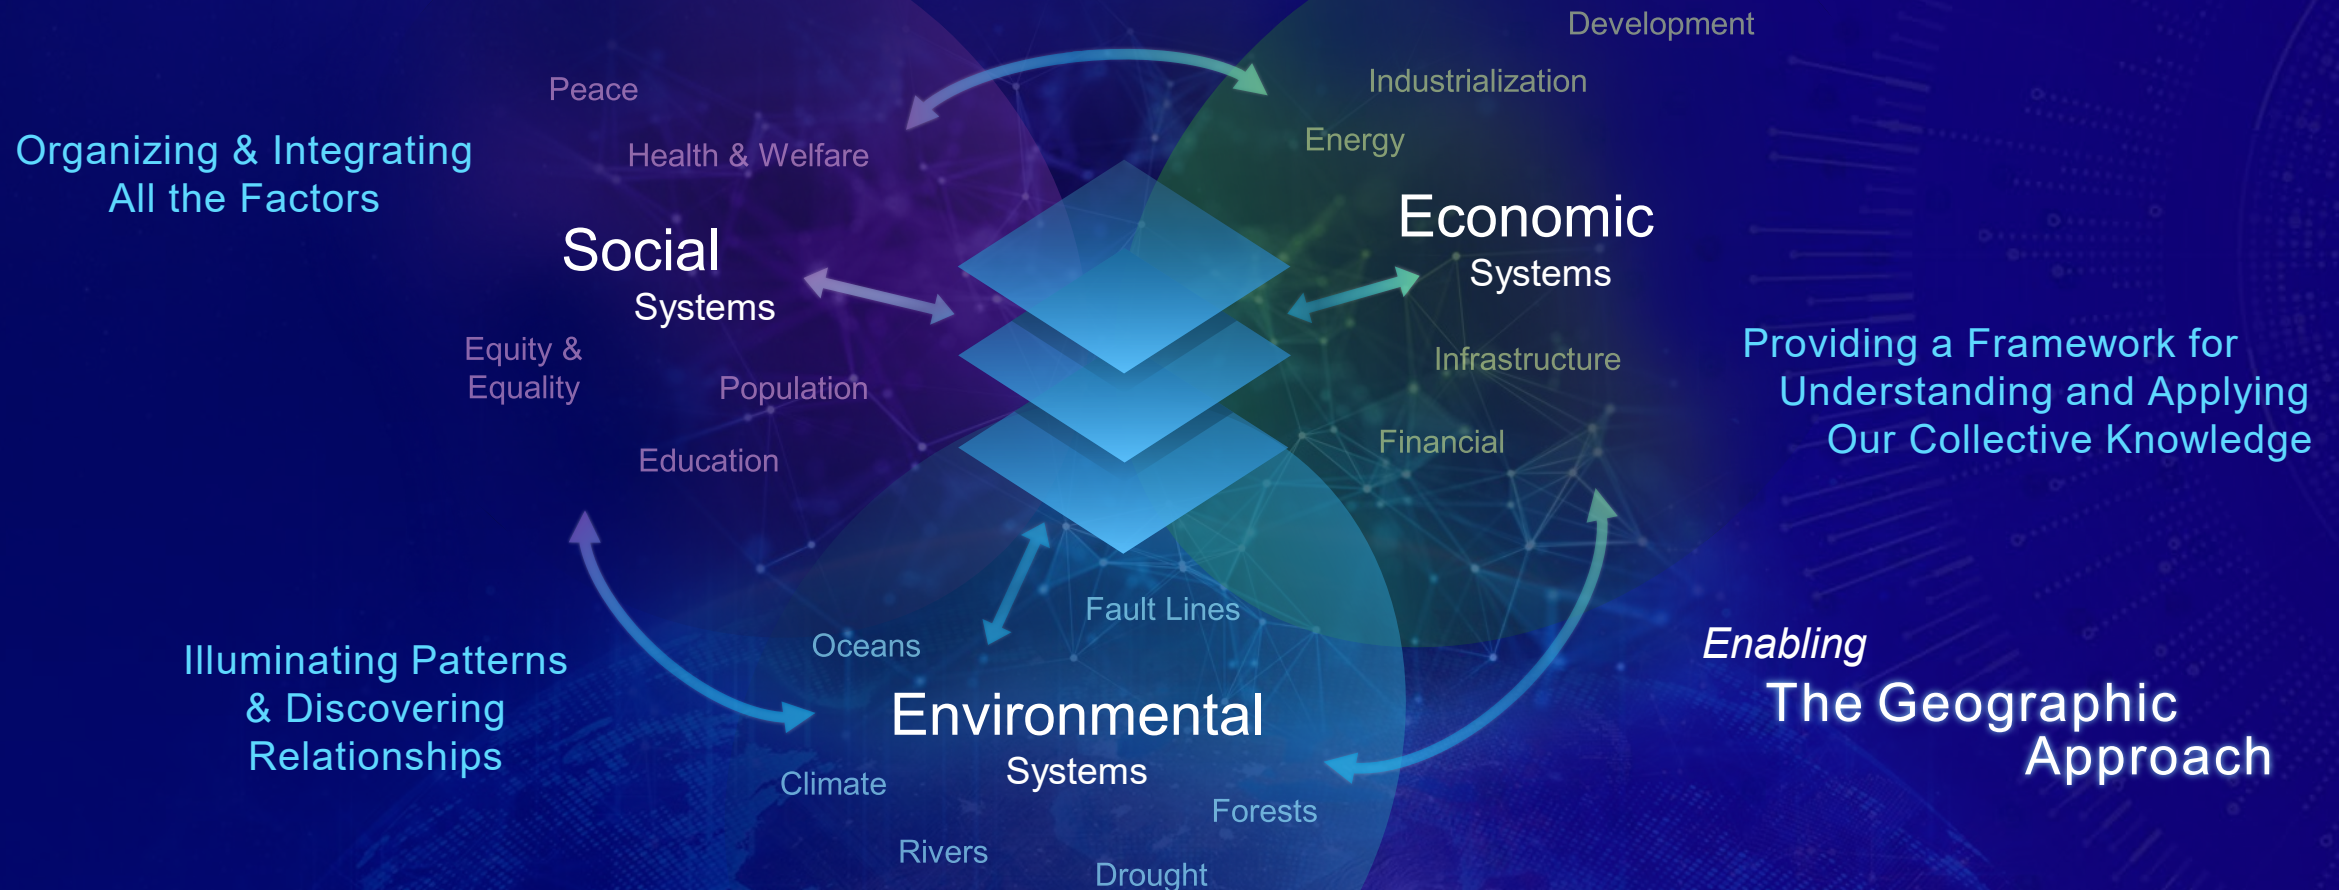 Development
Peace
Industrialization
Energy
Organizing & Integrating
All the Factors
Health & Welfare
Social
Systems
Economic
Systems
Equity &
Equality
Population
Education
Infrastructure
Financial
Providing a Framework for
Understanding and Applying
Our Collective Knowledge
Fault Lines
Oceans
Illuminating Patterns
& Discovering
Relationships
Environmental
Systems
Climate
Forests
Rivers
Drought
Enabling
The Geographic
Approach